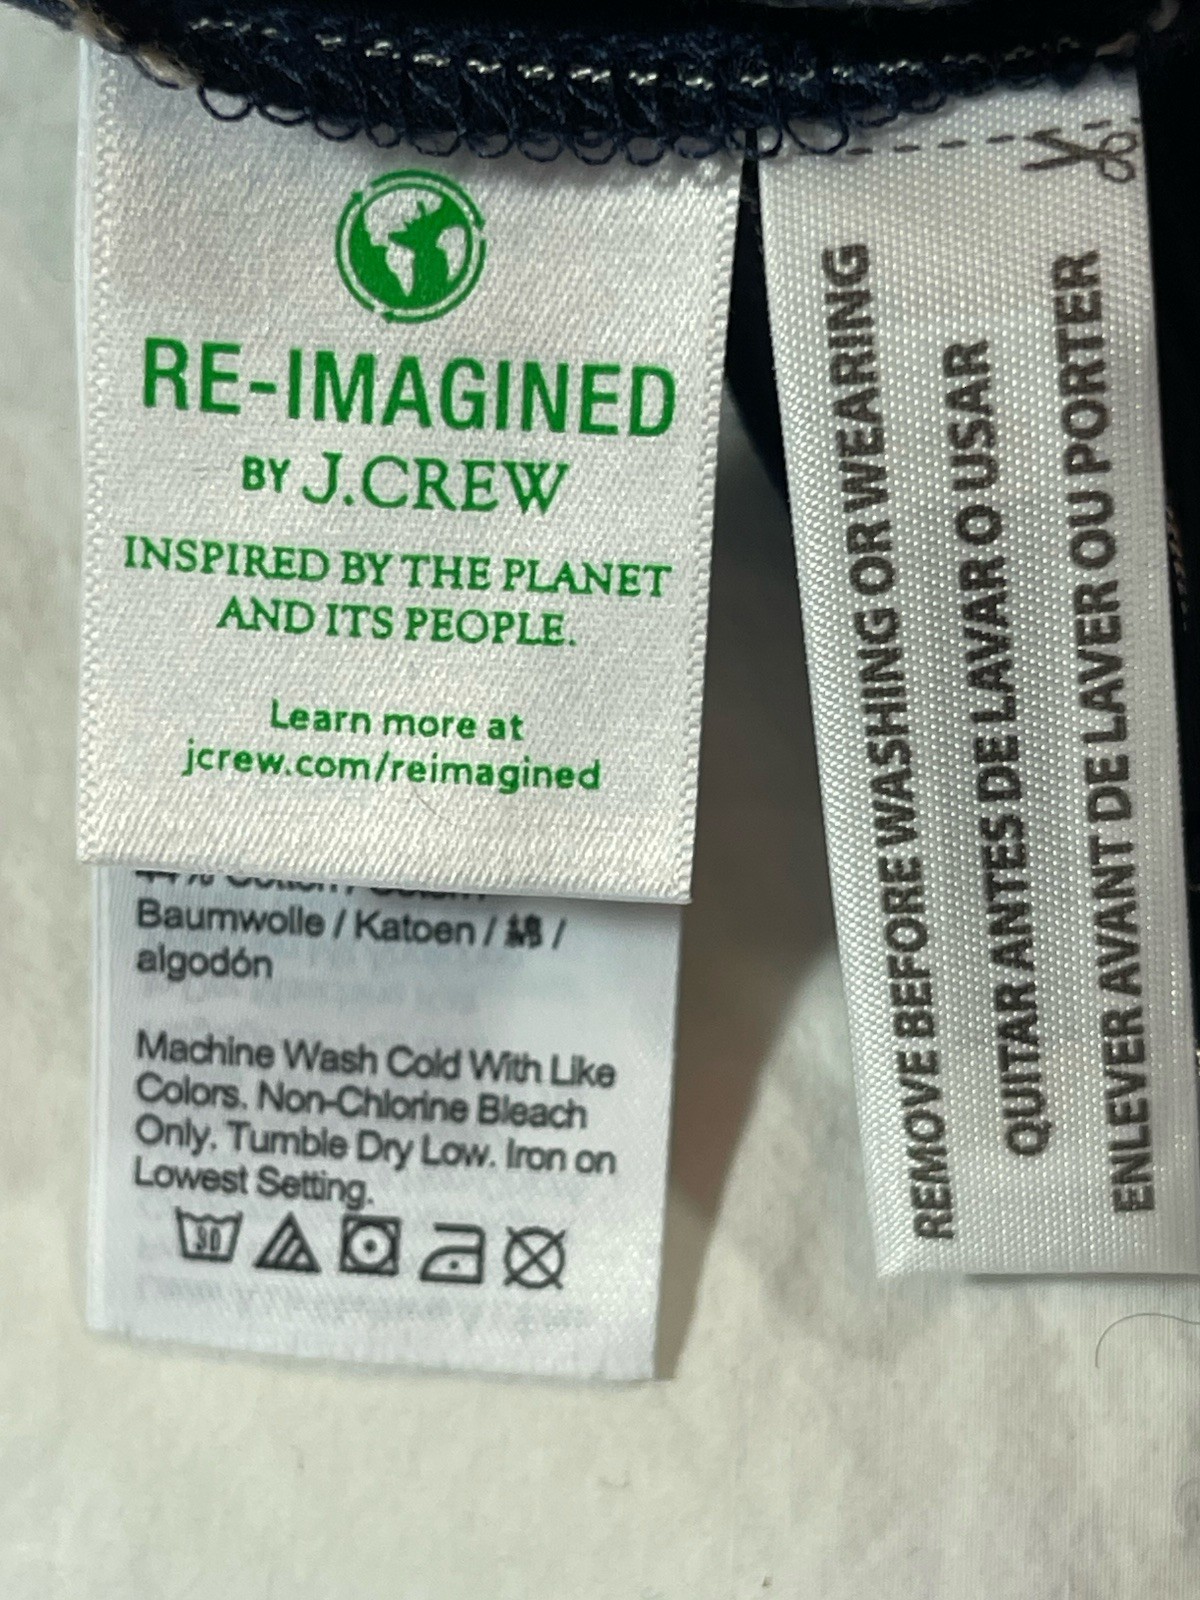 RE-IMAGINED
BY J.CREW
INSPIRED BY THE PLANET
AND ITS PEOPLE.
Learn more at
jcrew.com/reimagined
Cotton /
Baumwolle / Katoen / 綿 /
algodón
Machine Wash Cold With Like
Colors. Non-Chlorine Bleach
Only. Tumble Dry Low. Iron on
Lowest Setting.
30
REMOVE BEFORE WASHING OR WEARING
QUITAR ANTES DE LAVAR O USAR
ENLEVER AVANT DE LAVER OU PORTER